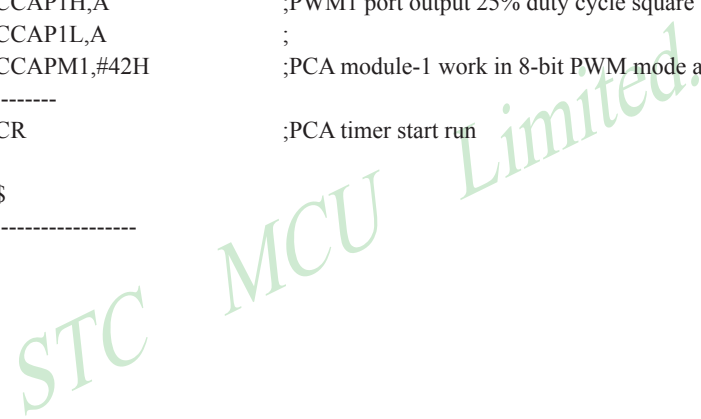 CCAP1H,A ;PWM1 port output 25% duty cycle square
CCAP1L,A ;
CCAPM1,#42H ;PCA module-1 work in 8-bit PWM mode a
-------
CR ;PCA timer start run
$
-----------------
STC MCU Limited.